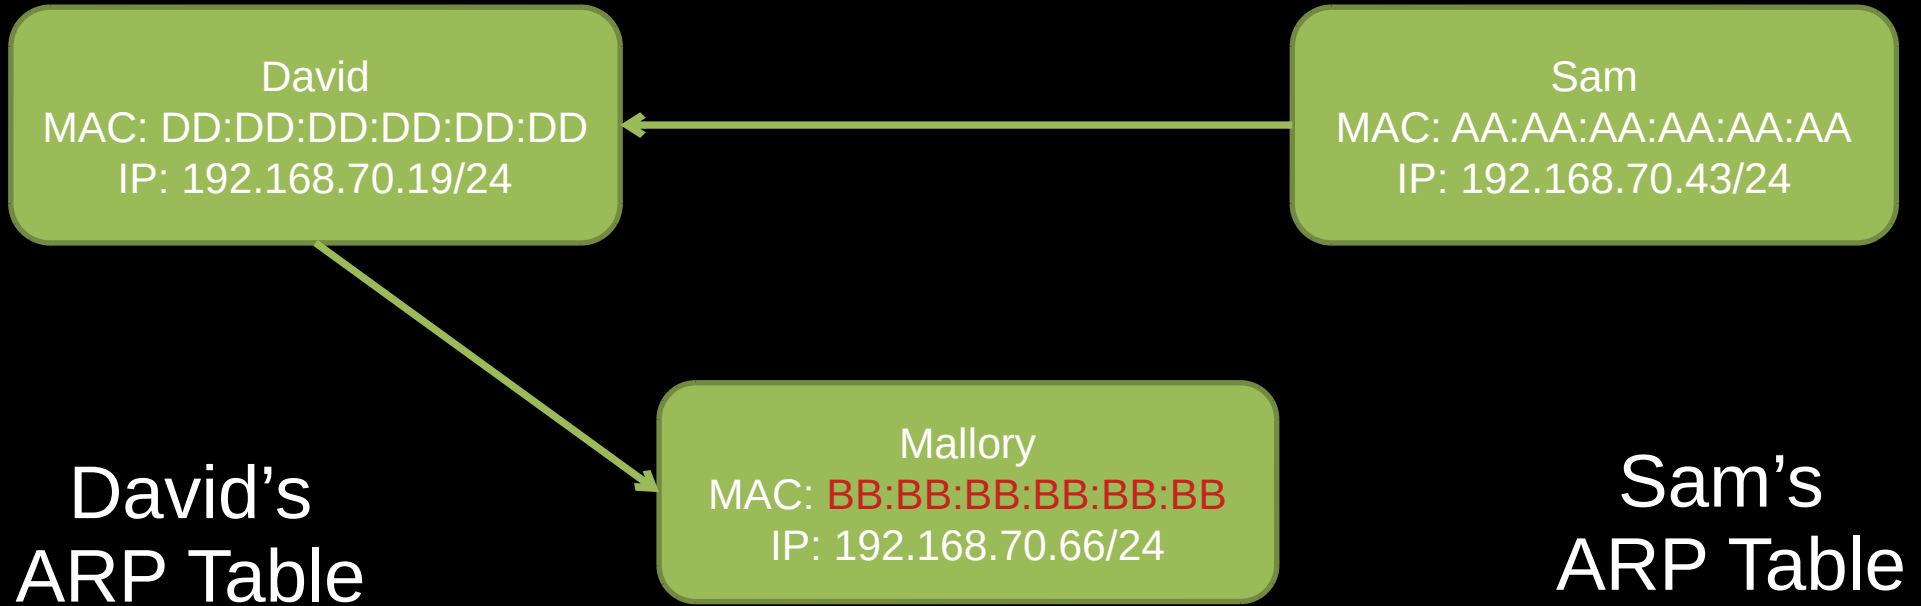 David
MAC: DD:DD:DD:DD:DD:DD
IP: 192.168.70.19/24
Sam
MAC: AA:AA:AA:AA:AA:AA
IP: 192.168.70.43/24
Mallory
MAC: BB:BB:BB:BB:BB:BB
IP: 192.168.70.66/24
David’s
ARP Table
Sam’s
ARP Table